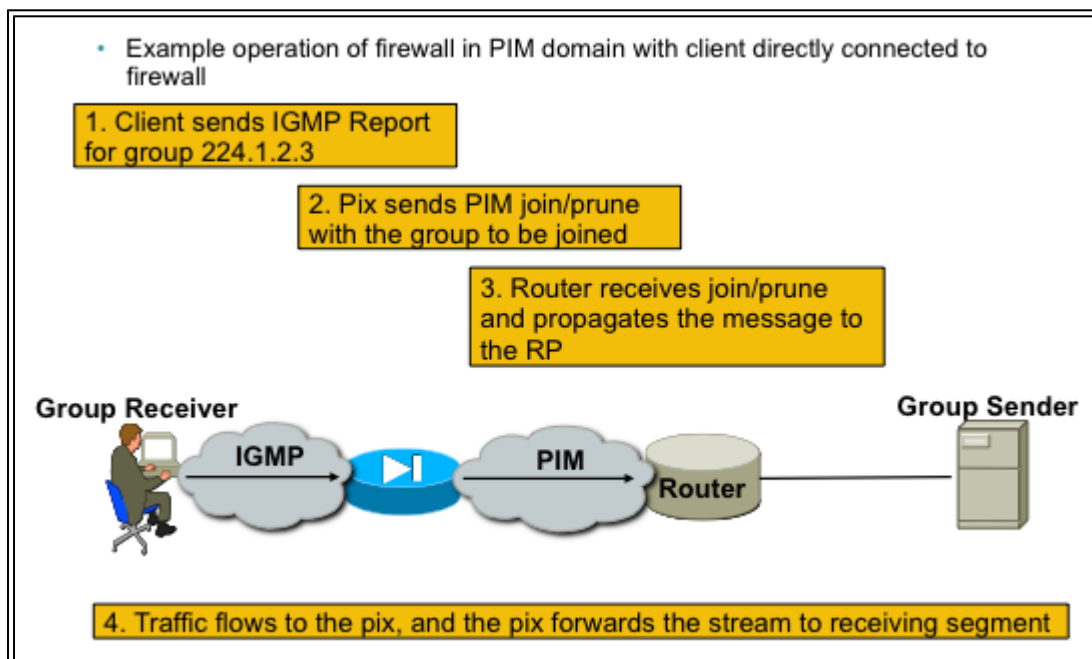 • Example operation of firewall in PIM domain with client directly connected to
firewall
1. Client sends IGMP Report
for group 224.1.2.3
2. Pix sends PIM join/prune
with the group to be joined
3. Router receives join/prune
and propagates the message to
the RP
Group Receiver
Group Sender
IGMP
PIM
Router
4. Traffic flows to the pix, and the pix forwards the stream to receiving segment